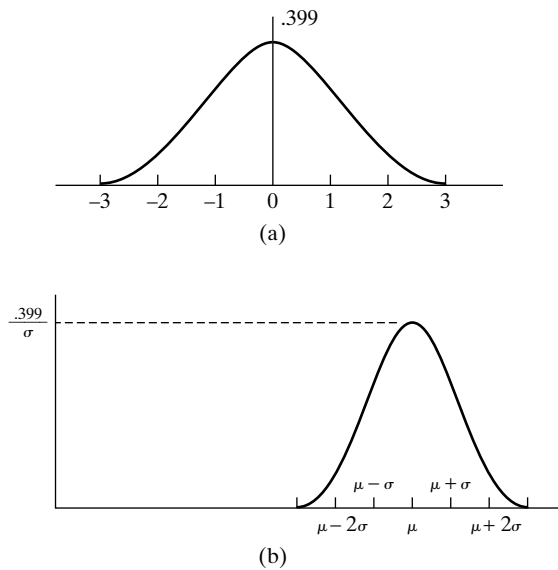 .399
–3 –2 –1 0 1 2 3
(a)
.399
σ
μ – σ μ + σ
μ – 2σ μ μ + 2σ
(b)